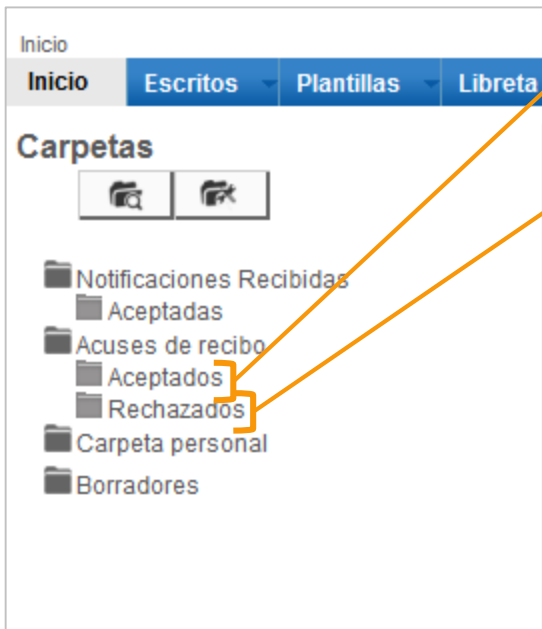 Inicio
Inicio Escritos Plantillas Libreta
Carpetas
Notificaciones Recibidas
Aceptadas
Acuses de recibo
Aceptados
Rechazados
Carpeta personal
Borradores